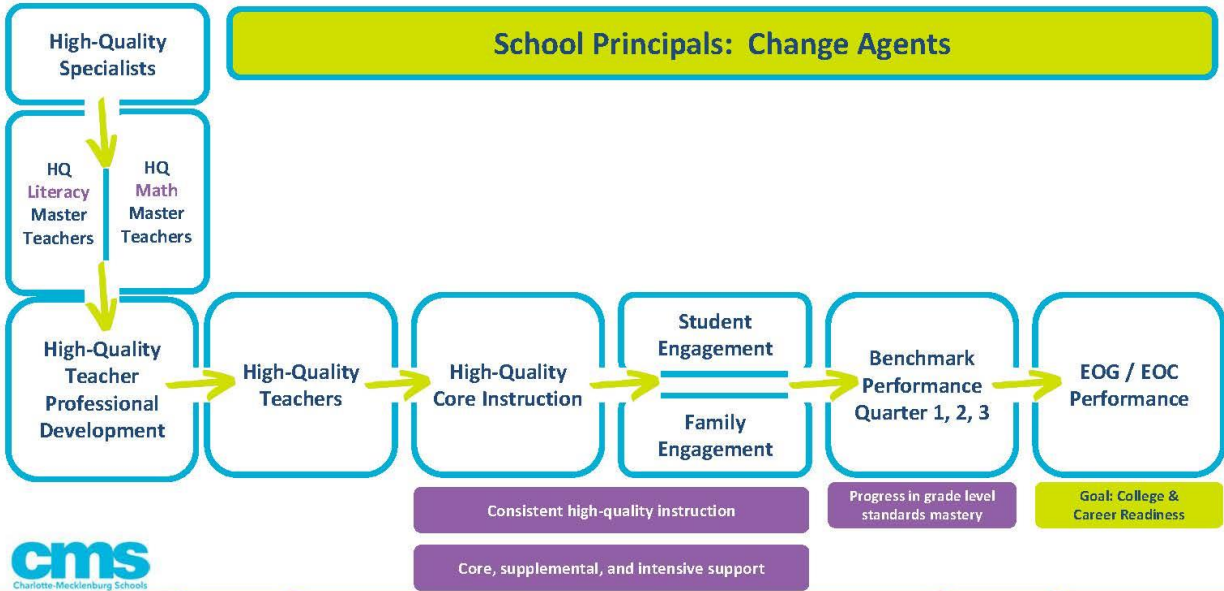 High-Quality
Specialists
School Principals: Change Agents
HQ
Literacy
Master
Teachers
HQ
Math
Master
Teachers
High-Quality
Teacher
Professional
Development
High-Quality
Teachers
High-Quality
Core Instruction
Student
Engagement
Family
Engagement
Benchmark
Performance
Quarter 1, 2, 3
EOG / EOC
Performance
Consistent high-quality instruction
Core, supplemental, and intensive support
Progress in grade level
standards mastery
Goal: College &
Career Readiness
cms
Charlotte-Mecklenburg Schools